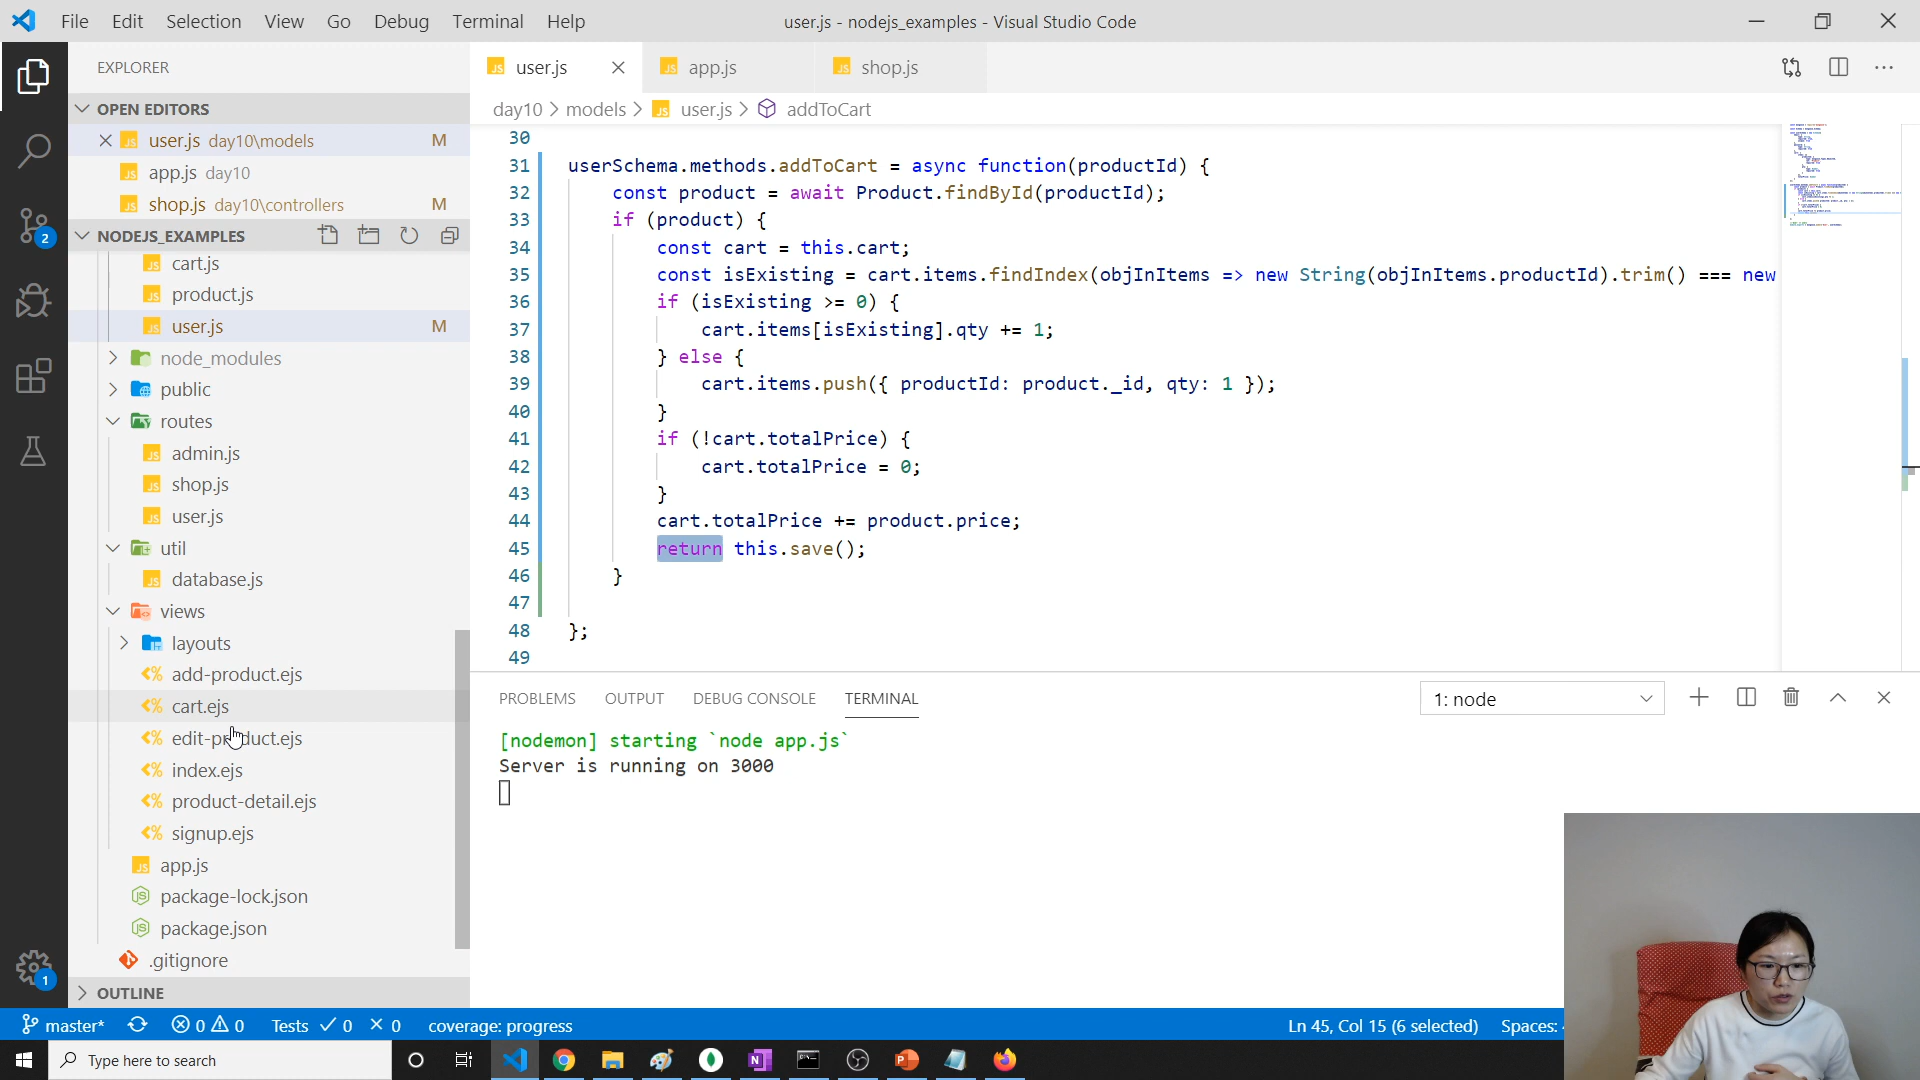 File Edit Selection View Go Debug Terminal Help user.js - nodejs_examples - Visual Studio Code
EXPLORER
OPEN EDITORS
user.js day10\models M
app.js day10
shop.js day10\controllers M
NODEJS_EXAMPLES
cart.js
product.js
user.js M
node_modules
public
routes
admin.js
shop.js
user.js
util
database.js
views
layouts
add-product.ejs
cart.ejs
edit-product.ejs
index.ejs
product-detail.ejs
signup.ejs
app.js
package-lock.json
package.json
.gitignore
OUTLINE
2
1
user.js app.js shop.js
day10 > models > user.js > addToCart
30
31 userSchema.methods.addToCart = async function(productId) {
32 const product = await Product.findById(productId);
33 if (product) {
34 const cart = this.cart;
35 const isExisting = cart.items.findIndex(objInItems => new String(objInItems.productId).trim() === new
36 if (isExisting >= 0) {
37 cart.items[isExisting].qty += 1;
38 } else {
39 cart.items.push({ productId: product._id, qty: 1 });
40 }
41 if (!cart.totalPrice) {
42 cart.totalPrice = 0;
43 }
44 cart.totalPrice += product.price;
45 return this.save();
46 }
47
48 };
49
PROBLEMS OUTPUT DEBUG CONSOLE TERMINAL 1: node
[nodemon] starting `node app.js`
Server is running on 3000
master* 0 0 Tests 0 0 coverage: progress Ln 45, Col 15 (6 selected) Spaces:
Type here to search